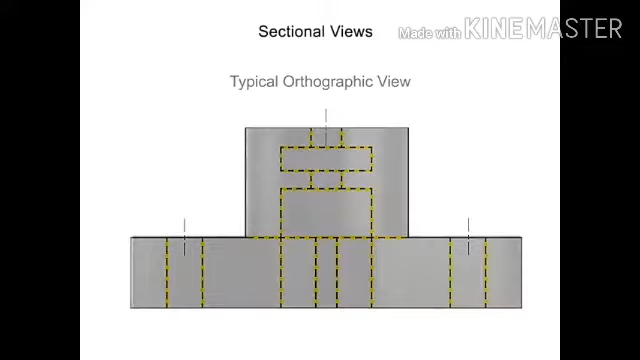 Sectional Views
Made with KINEMASTER
Typical Orthographic View